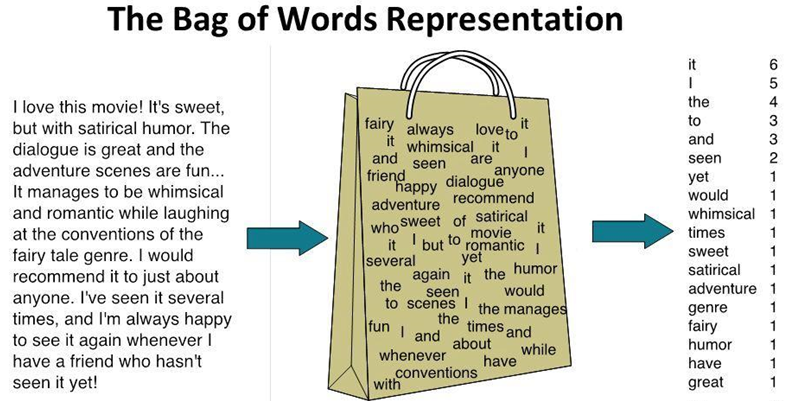 The Bag of Words Representation
I love this movie! It's sweet,
but with satirical humor. The
dialogue is great and the
adventure scenes are fun...
It manages to be whimsical
and romantic while laughing
at the conventions of the
fairy tale genre. I would
recommend it to just about
anyone. I've seen it several
times, and I'm always happy
to see it again whenever I
have a friend who hasn't
seen it yet!
fairy always love to it
it whimsical it I
and seen are anyone
friend happy dialogue
adventure recommend
who sweet of satirical
it I but to movie it
romantic I
several yet
again it the humor
the seen would
to scenes I the manages
fun I and the times and
about
whenever have while
conventions
with
it 6
I 5
the 4
to 3
and 3
seen 2
yet 1
would 1
whimsical 1
times 1
sweet 1
satirical 1
adventure 1
genre 1
fairy 1
humor 1
have 1
great 1